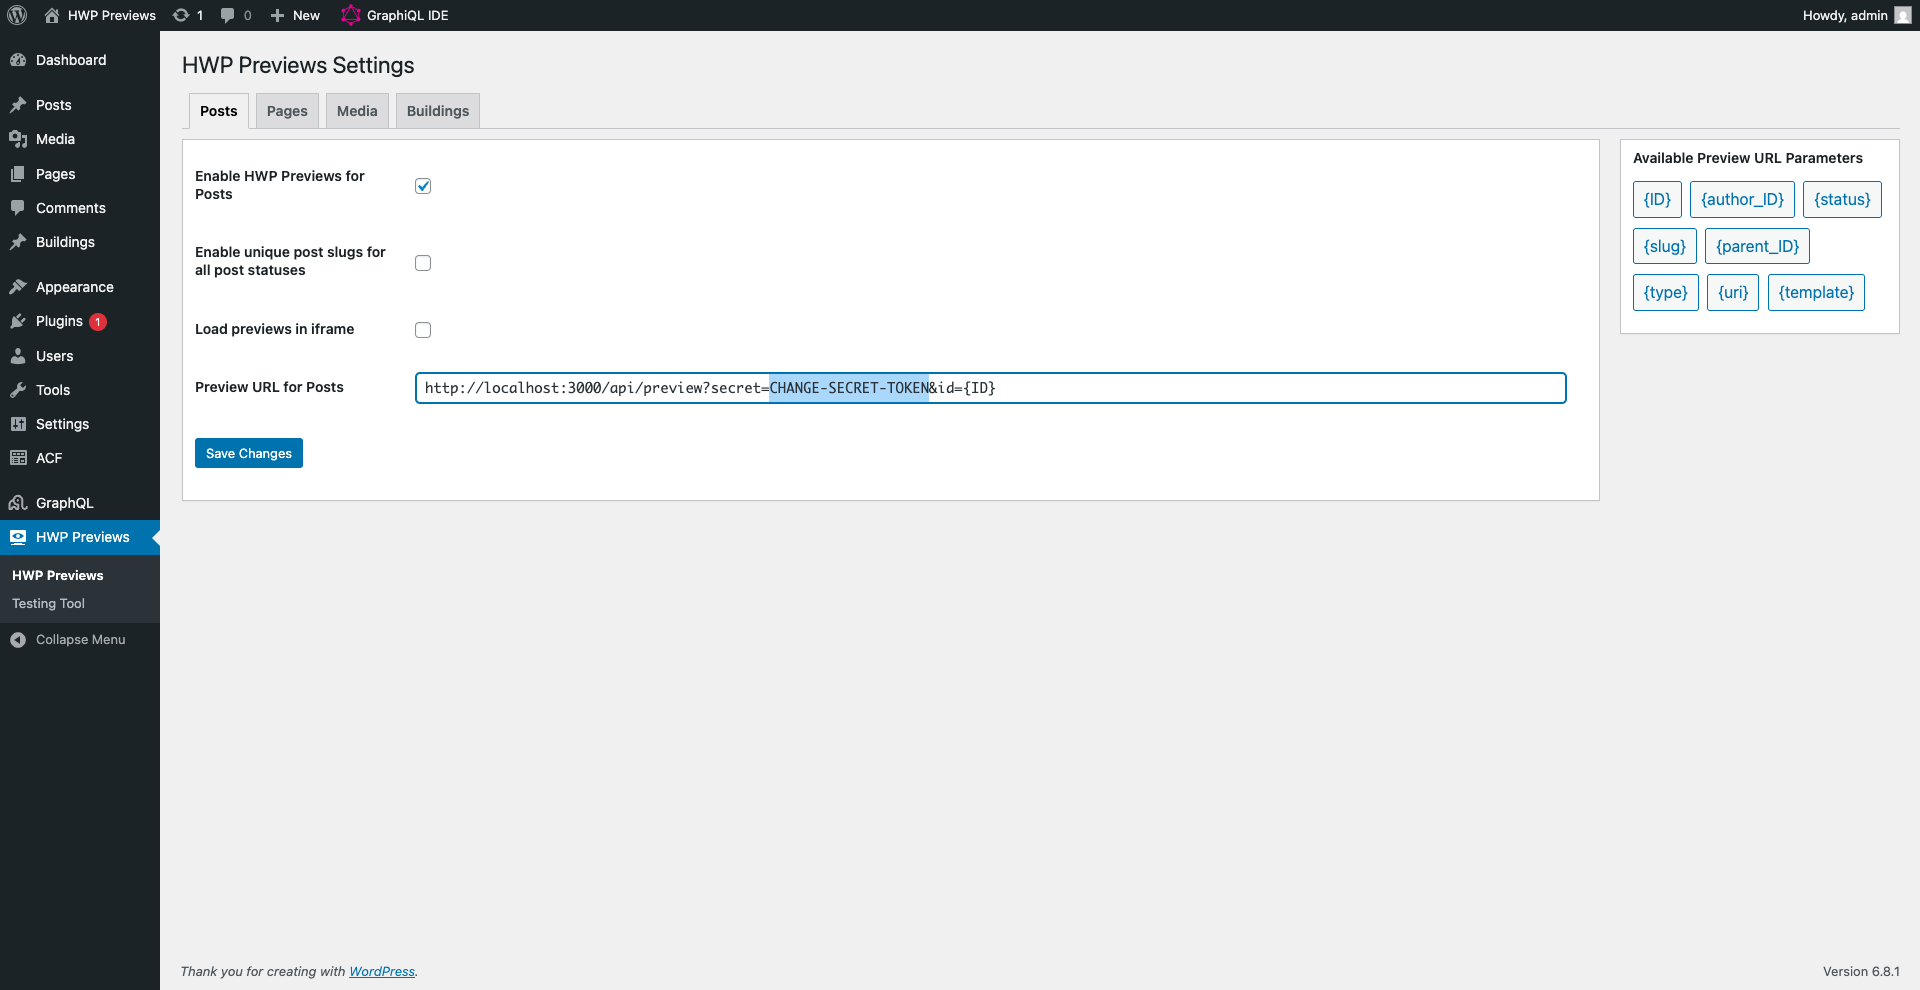 HWP Previews 1 0 New GraphiQL IDE Howdy, admin
Dashboard
Posts
Media
Pages
Comments
Buildings
Appearance
Plugins 1
Users
Tools
Settings
ACF
GraphQL
HWP Previews
HWP Previews
Testing Tool
Collapse Menu
HWP Previews Settings
Posts Pages Media Buildings
Enable HWP Previews for
Posts
Enable unique post slugs for
all post statuses
Load previews in iframe
Preview URL for Posts http://localhost:3000/api/preview?secret=CHANGE-SECRET-TOKEN&id={ID}
Save Changes
Available Preview URL Parameters
{ID} {author_ID} {status}
{slug} {parent_ID}
{type} {uri} {template}
Thank you for creating with WordPress. Version 6.8.1